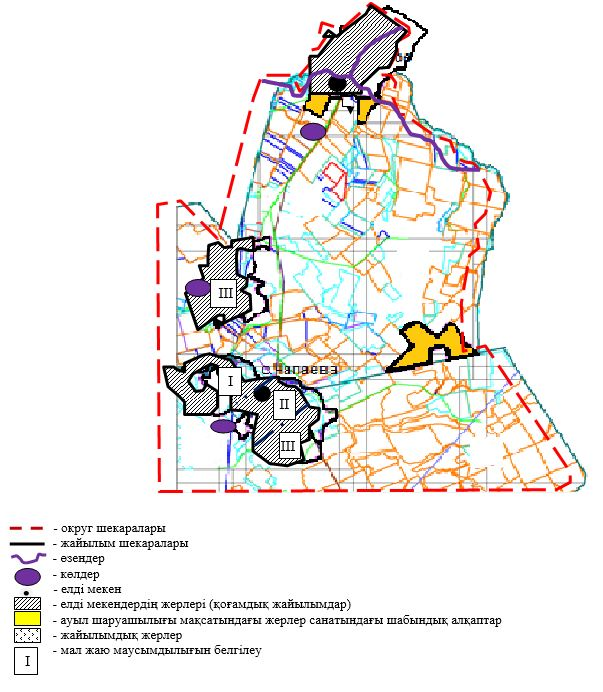 III
с.Чапаева
I
II
III
- округ шекаралары
- жайылым шекаралары
- өзендер
- көлдер
- елді мекен
- елді мекендердің жерлері (қоғамдық жайылымдар)
- ауыл шаруашылығы мақсатындағы жерлер санатындағы шабындық алқаптар
- жайылымдық жерлер
I - мал жаю маусымдылығын белгілеу